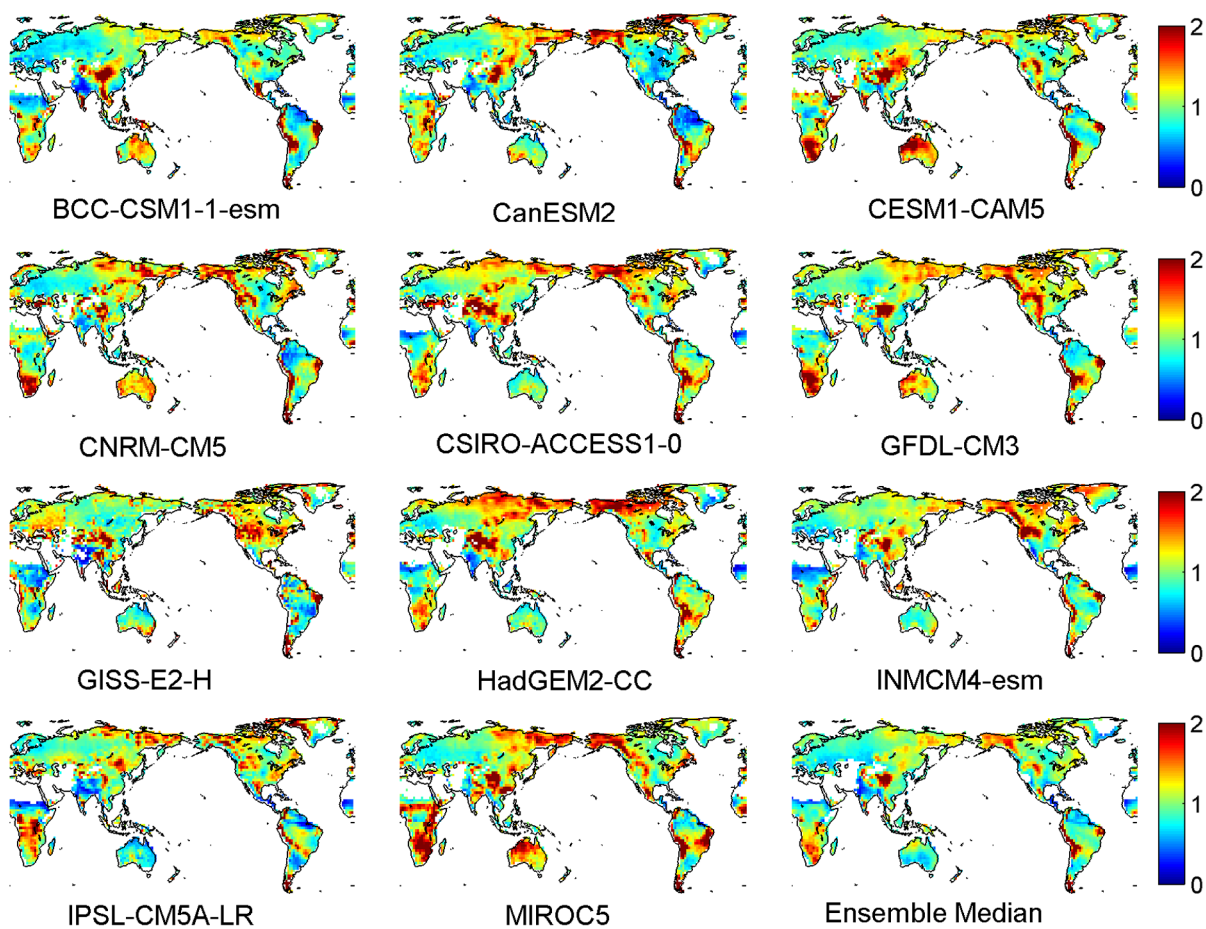 2
1
0
BCC-CSM1-1-esm
CanESM2
CESM1-CAM5
2
1
0
CNRM-CM5
CSIRO-ACCESS1-0
GFDL-CM3
2
1
0
GISS-E2-H
HadGEM2-CC
INMCM4-esm
2
1
0
IPSL-CM5A-LR
MIROC5
Ensemble Median